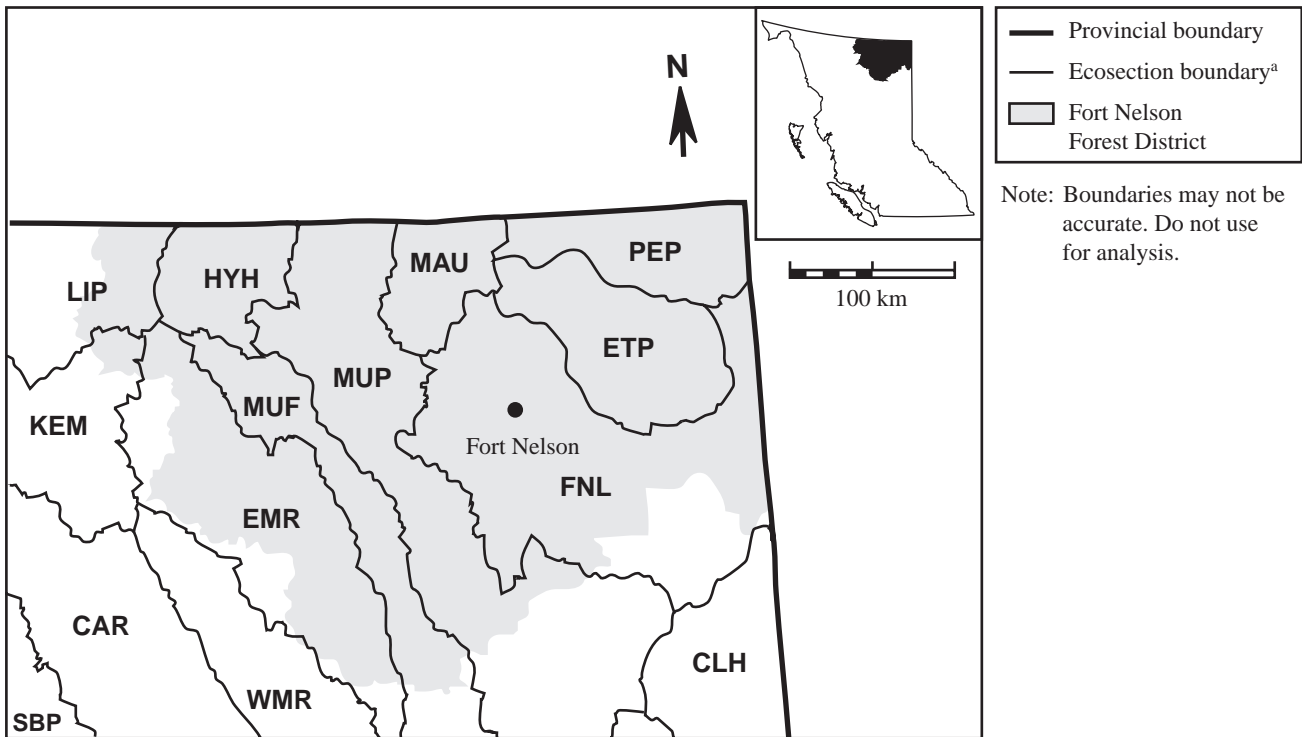 N
PEP
MAU
HYH
LIP
ETP
MUP
MUF
KEM
Fort Nelson
FNL
EMR
CAR
CLH
WMR
SBP
100 km
Provincial boundary
Ecosection boundaryᵃ
Fort Nelson
Forest District
Note: Boundaries may not be
accurate. Do not use
for analysis.